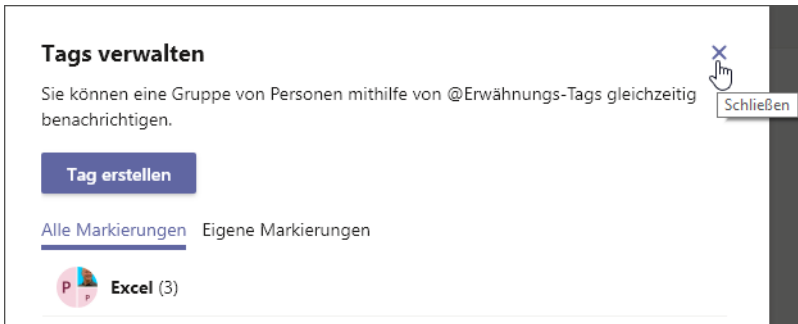 Tags verwalten
Sie können eine Gruppe von Personen mithilfe von @Erwähnungs-Tags gleichzeitig
benachrichtigen.
Schließen
Tag erstellen
Alle Markierungen Eigene Markierungen
P P Excel (3)